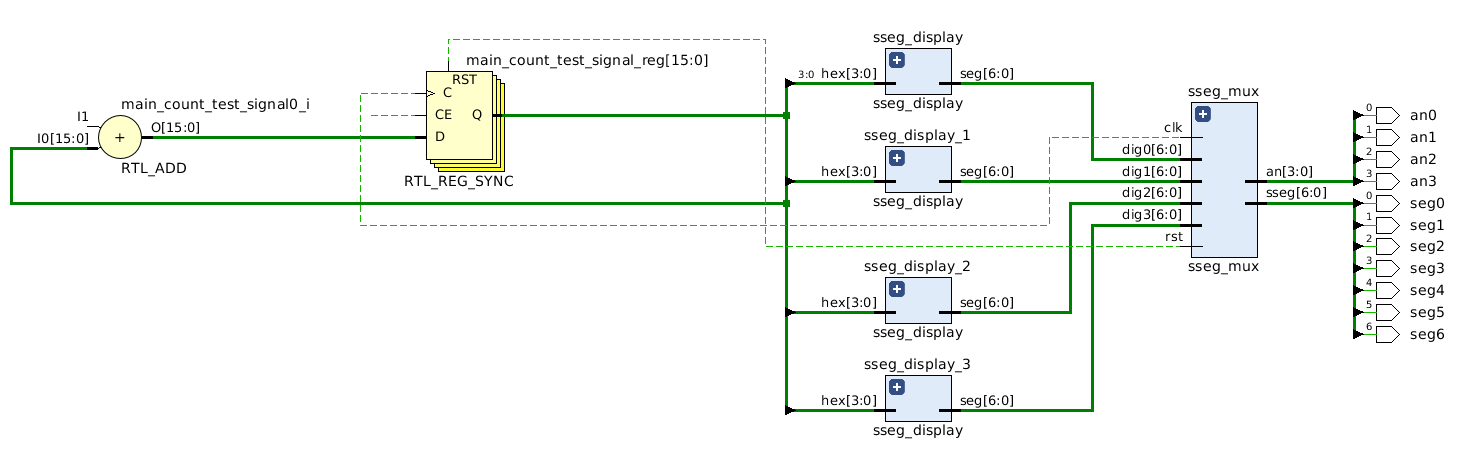 main_count_test_signal0_i
I1
I0[15:0]
+
O[15:0]
RTL_ADD
main_count_test_signal_reg[15:0]
RST
C
CE
Q
D
RTL_REG_SYNC
sseg_display
3:0
hex[3:0]
seg[6:0]
sseg_display
sseg_display_1
hex[3:0]
seg[6:0]
sseg_display
sseg_display_2
hex[3:0]
seg[6:0]
sseg_display
sseg_display_3
hex[3:0]
seg[6:0]
sseg_display
sseg_mux
clk
dig0[6:0]
dig1[6:0]
dig2[6:0]
dig3[6:0]
rst
an[3:0]
sseg[6:0]
sseg_mux
0 an0
1 an1
2 an2
3 an3
0 seg0
1 seg1
2 seg2
3 seg3
4 seg4
5 seg5
6 seg6